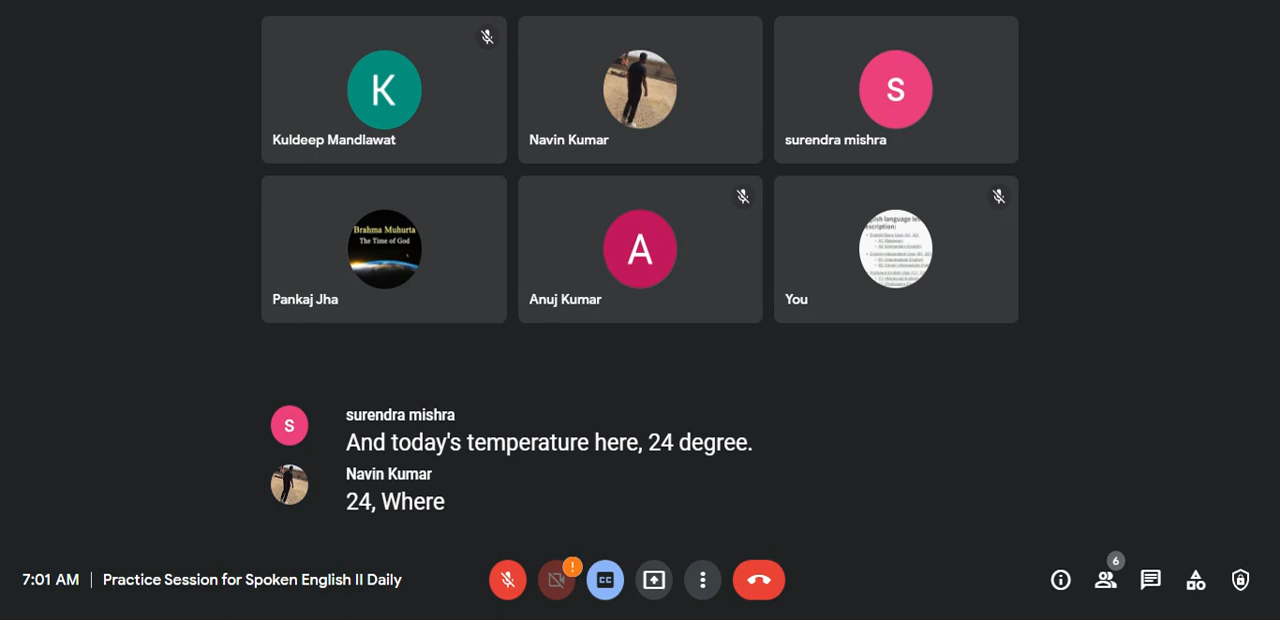 K
S
Kuldeep Mandlawat
Navin Kumar
surendra mishra
Brahma Muhurta
The Time of God
A
Pankaj Jha
Anuj Kumar
You
S
surendra mishra
And today's temperature here, 24 degree.
Navin Kumar
24, Where
7:01 AM | Practice Session for Spoken English II Daily
!
CC
6